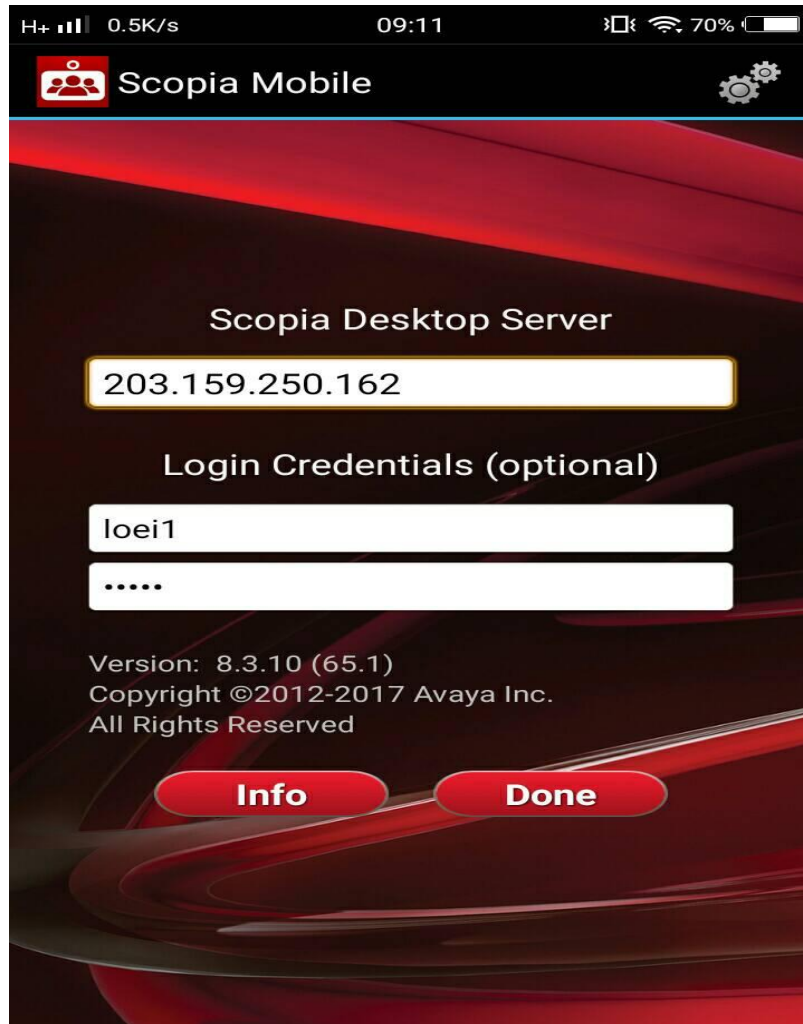 H+ 0.5K/s 09:11 70%
Scopia Mobile
Scopia Desktop Server
203.159.250.162
Login Credentials (optional)
loei1
•••••
Version: 8.3.10 (65.1)
Copyright ©2012-2017 Avaya Inc.
All Rights Reserved
Info Done